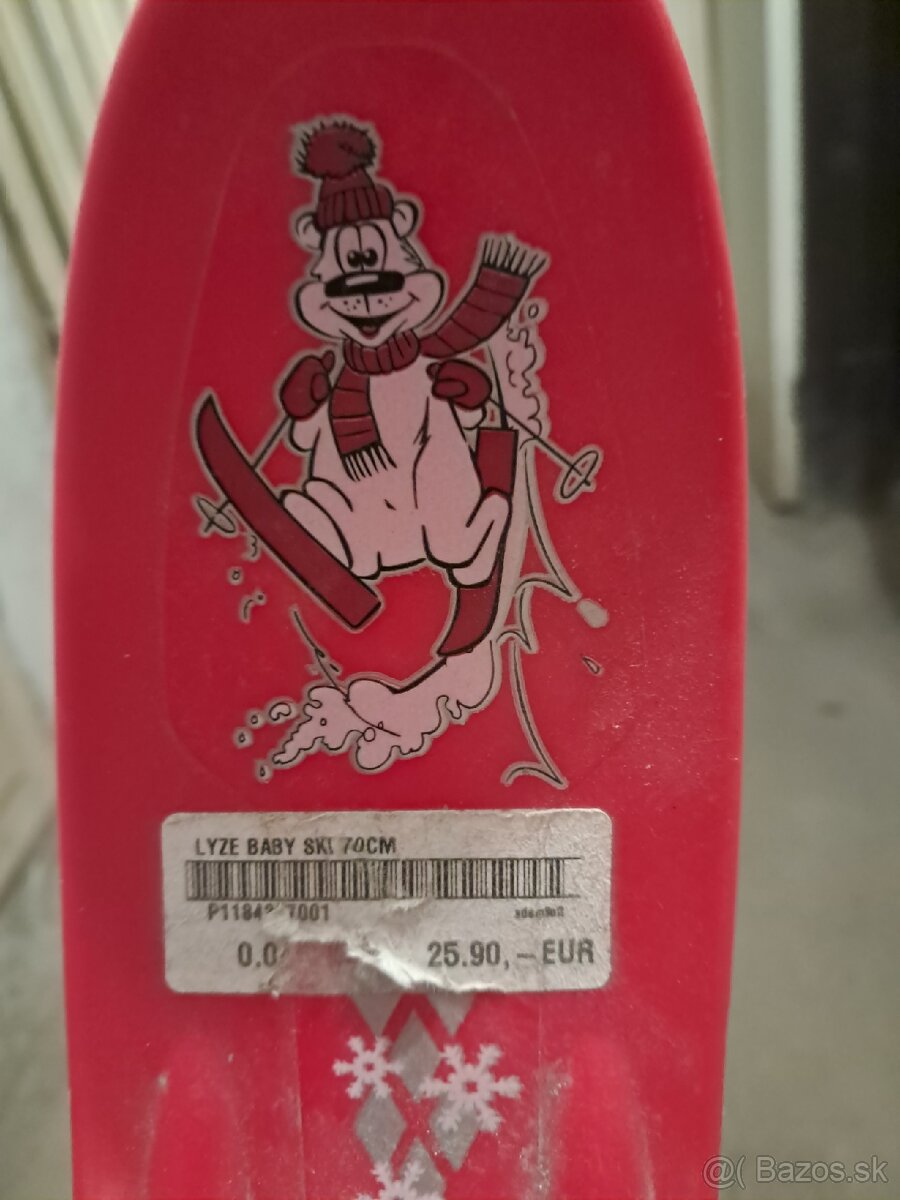 LYZE BABY SKI 70CM
25.90,–EUR
@( Bazos.sk